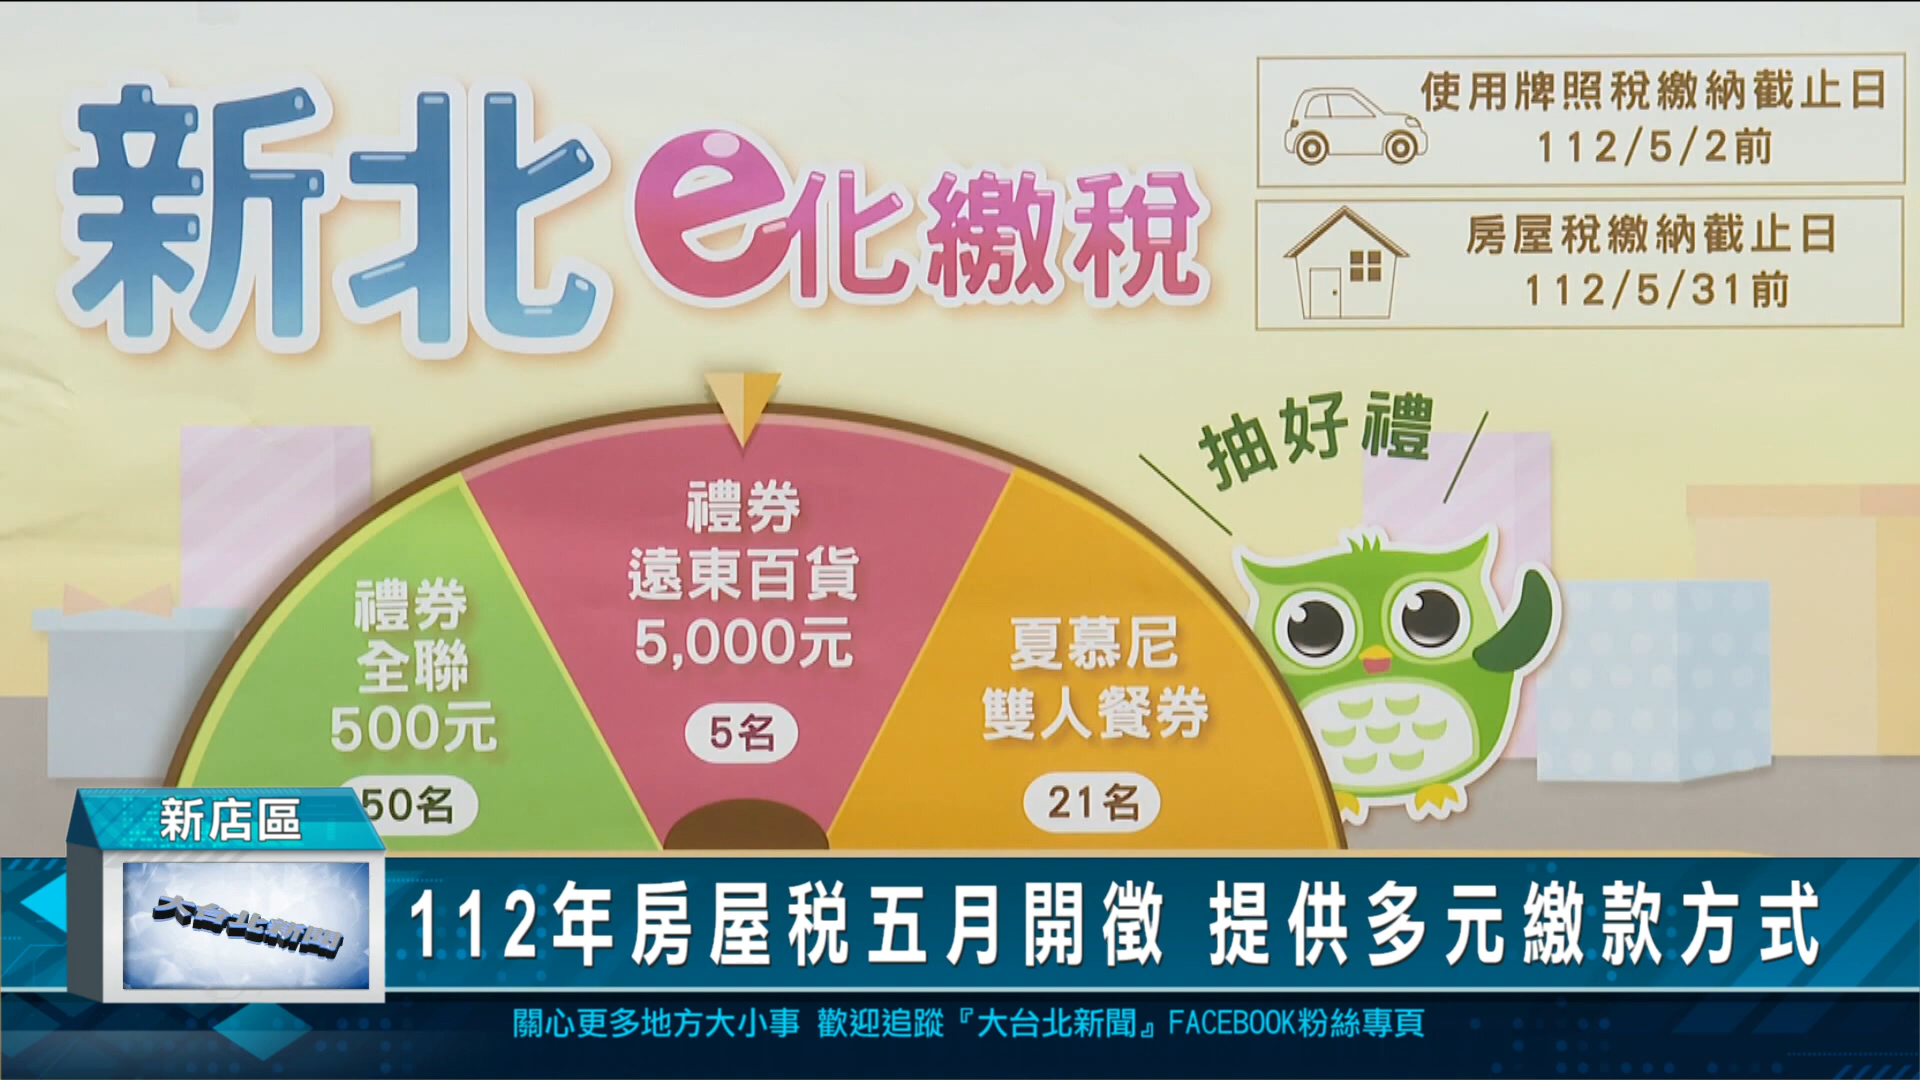 新北e化繳稅
使用牌照稅繳納截止日
112/5/2前
房屋稅繳納截止日
112/5/31前
抽好禮
禮券
全聯
500元
50名
禮券
遠東百貨
5,000元
5名
夏慕尼
雙人餐券
21名
新店區
大台北新聞
112年房屋稅五月開徵 提供多元繳款方式
關心更多地方大小事 歡迎追蹤『大台北新聞』FACEBOOK粉絲專頁